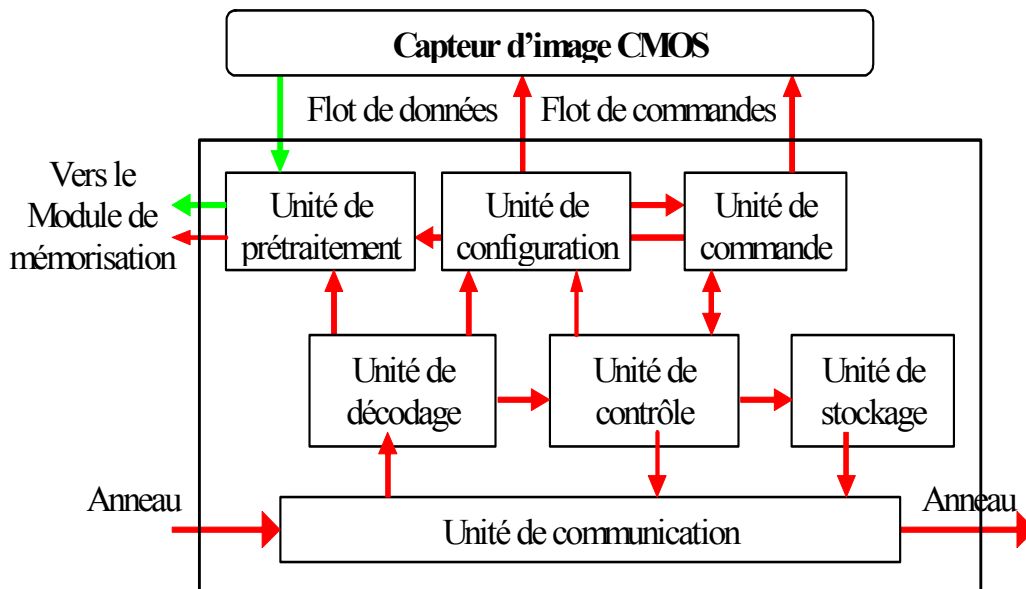 Capteur d'image CMOS
Flot de données
Flot de commandes
Vers le
Module de
mémorisation
Unité de
prétraitement
Unité de
configuration
Unité de
commande
Unité de
décodage
Unité de
contrôle
Unité de
stockage
Anneau
Unité de communication
Anneau